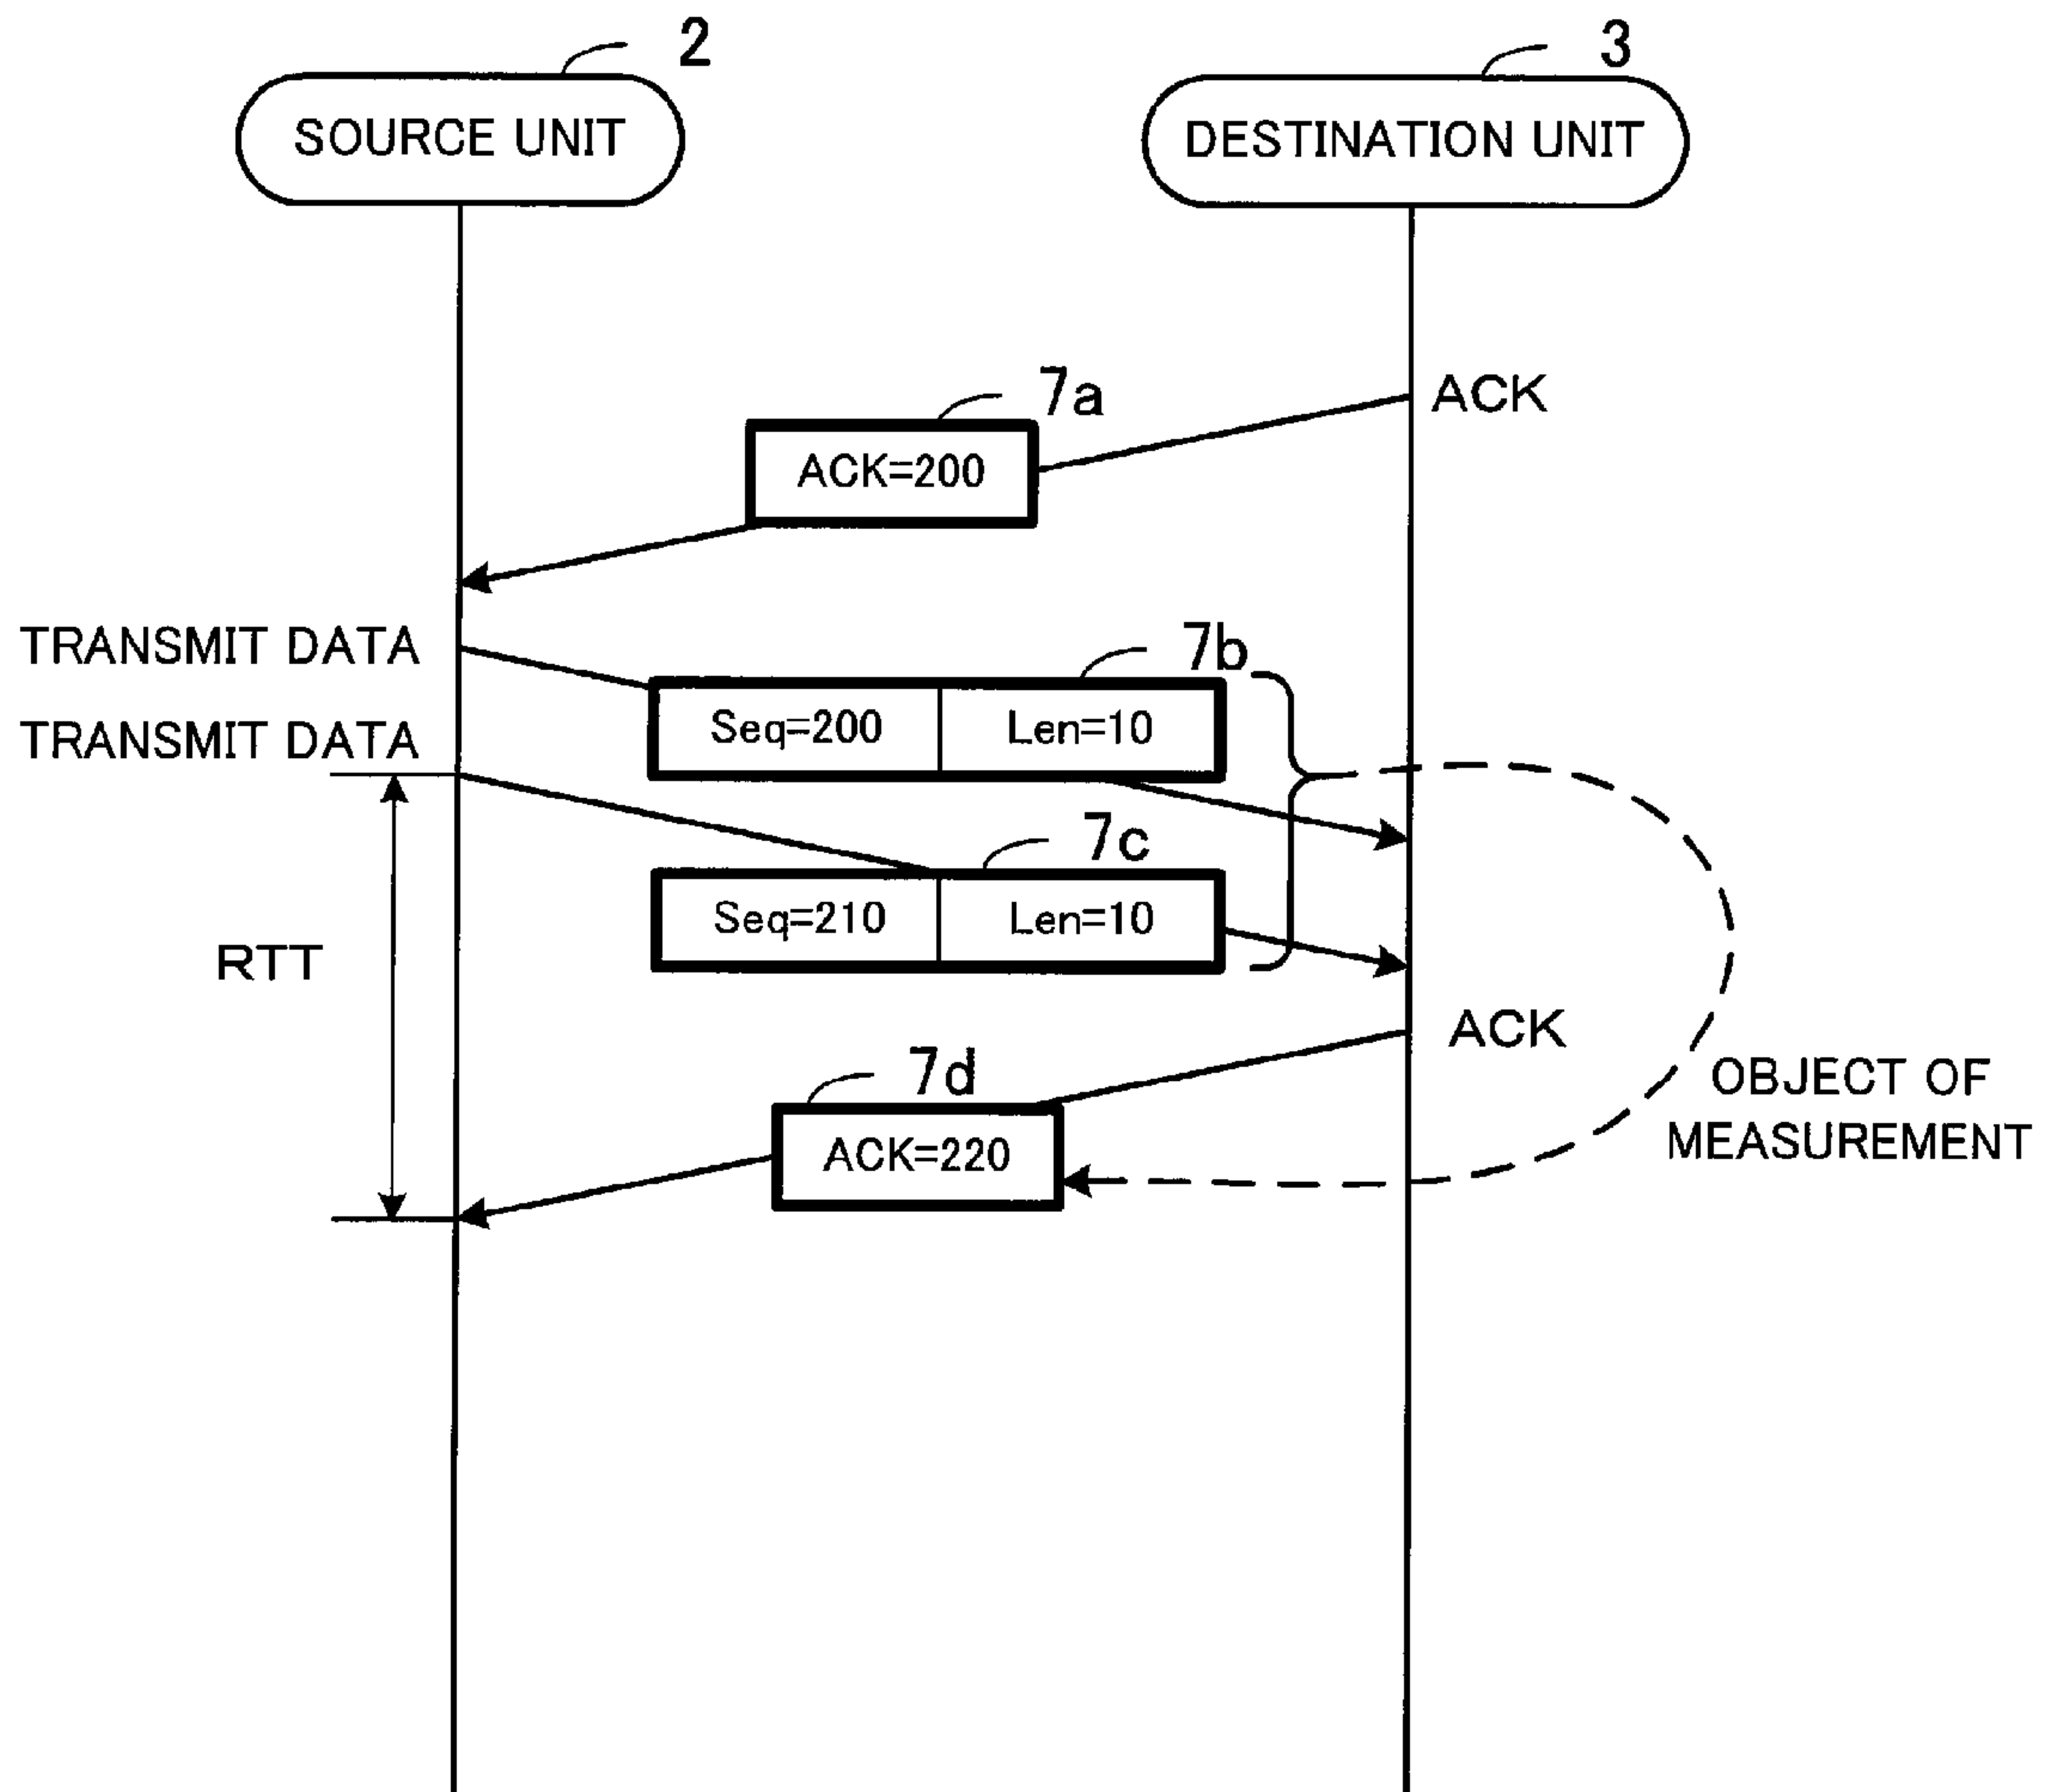 2
3
SOURCE UNIT
DESTINATION UNIT
7a
ACK
ACK=200
TRANSMIT DATA
7b
Seq=200
Len=10
TRANSMIT DATA
7c
Seq=210
Len=10
RTT
ACK
7d
OBJECT OF
MEASUREMENT
ACK=220